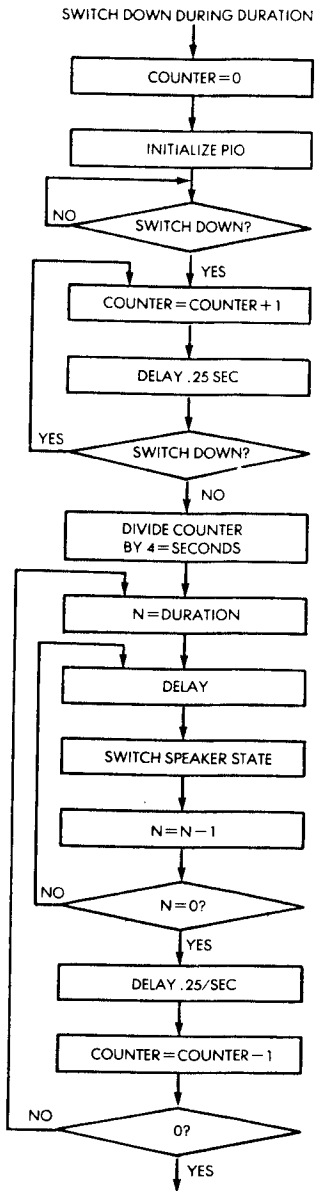 SWITCH DOWN DURING DURATION
COUNTER=0
INITIALIZE PIO
NO
SWITCH DOWN?
YES
COUNTER=COUNTER+1
DELAY .25 SEC
YES
SWITCH DOWN?
NO
DIVIDE COUNTER
BY 4=SECONDS
N=DURATION
DELAY
SWITCH SPEAKER STATE
N=N−1
NO
N=0?
YES
DELAY .25/SEC
COUNTER=COUNTER−1
NO
0?
YES